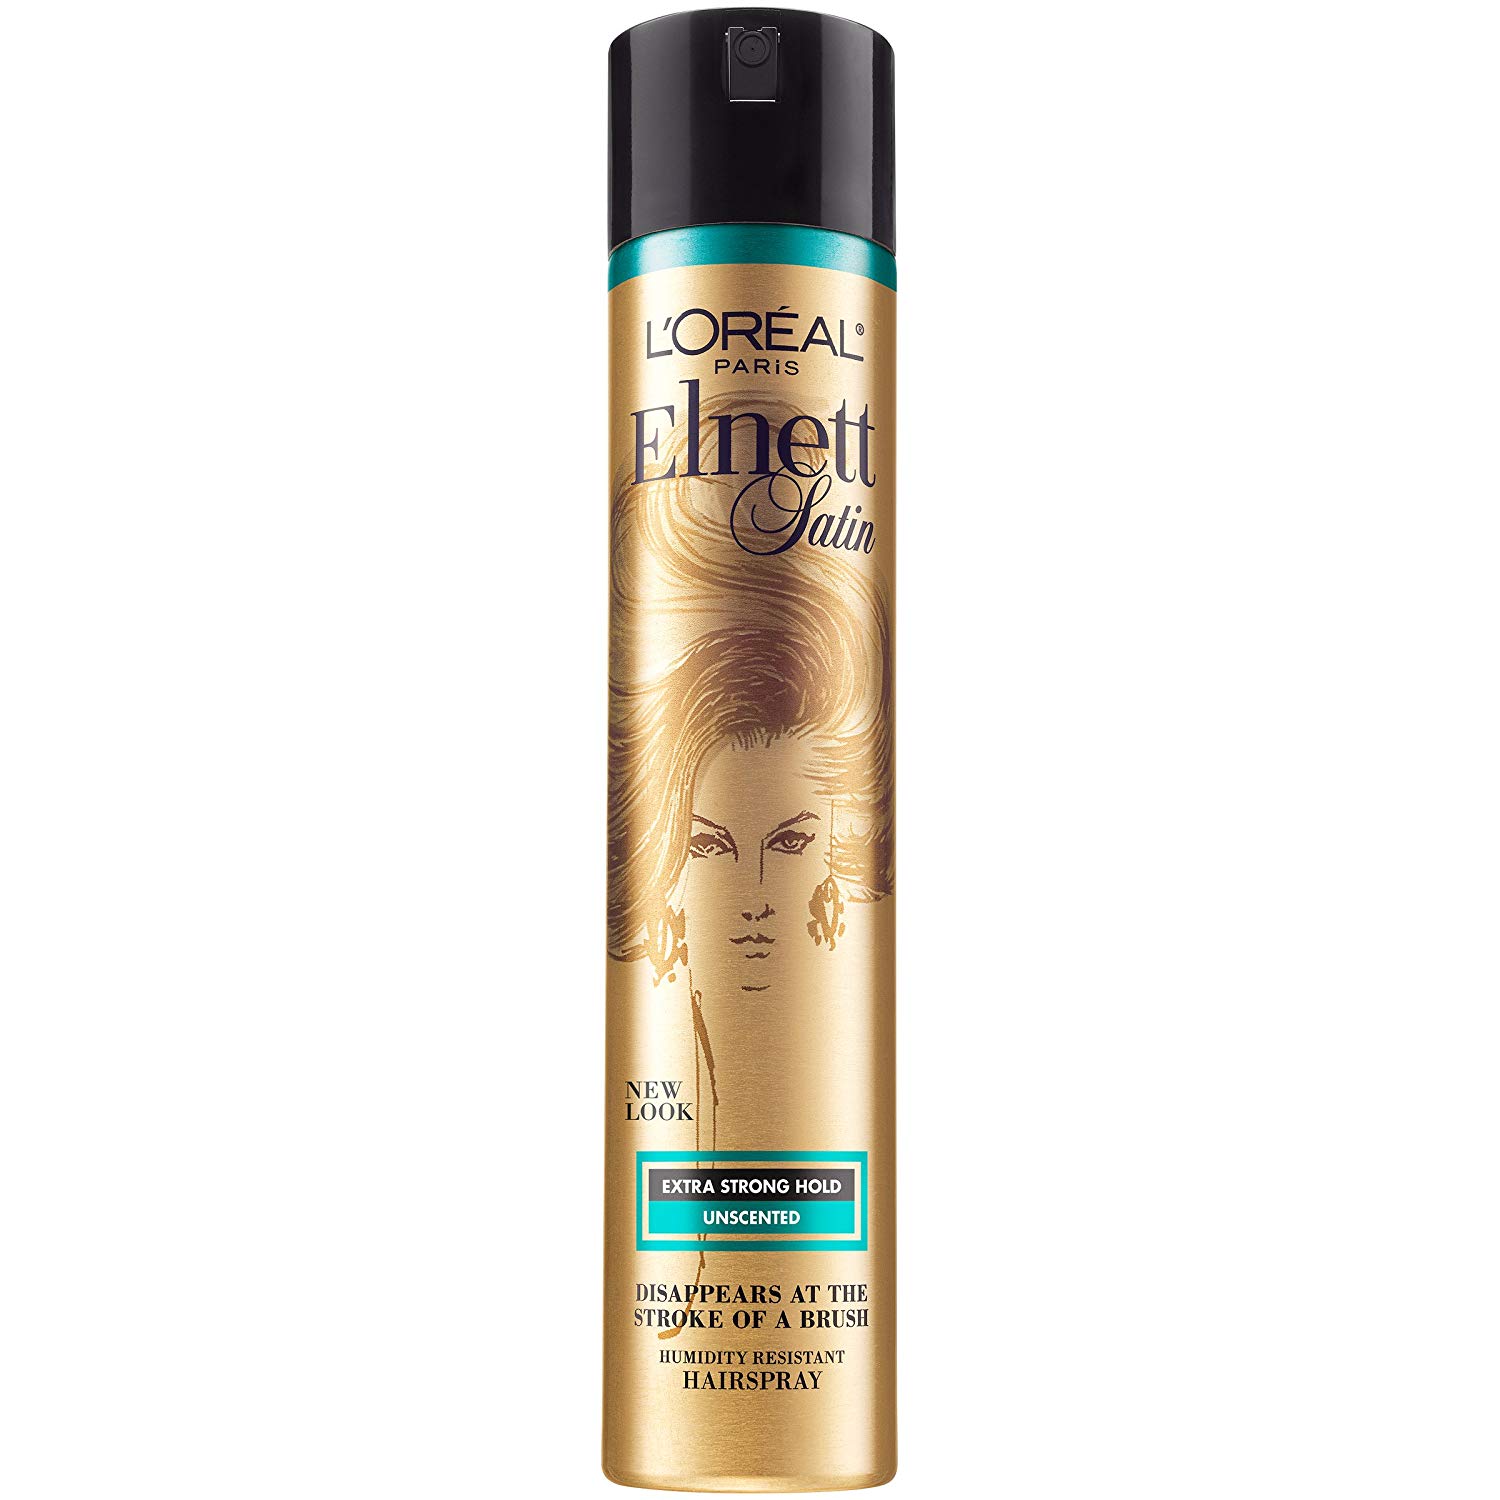 L'ORÉAL®
PARiS
Elnett
Satin
NEW
LOOK
EXTRA STRONG HOLD
UNSCENTED
DISAPPEARS AT THE
STROKE OF A BRUSH
HUMIDITY RESISTANT
HAIRSPRAY